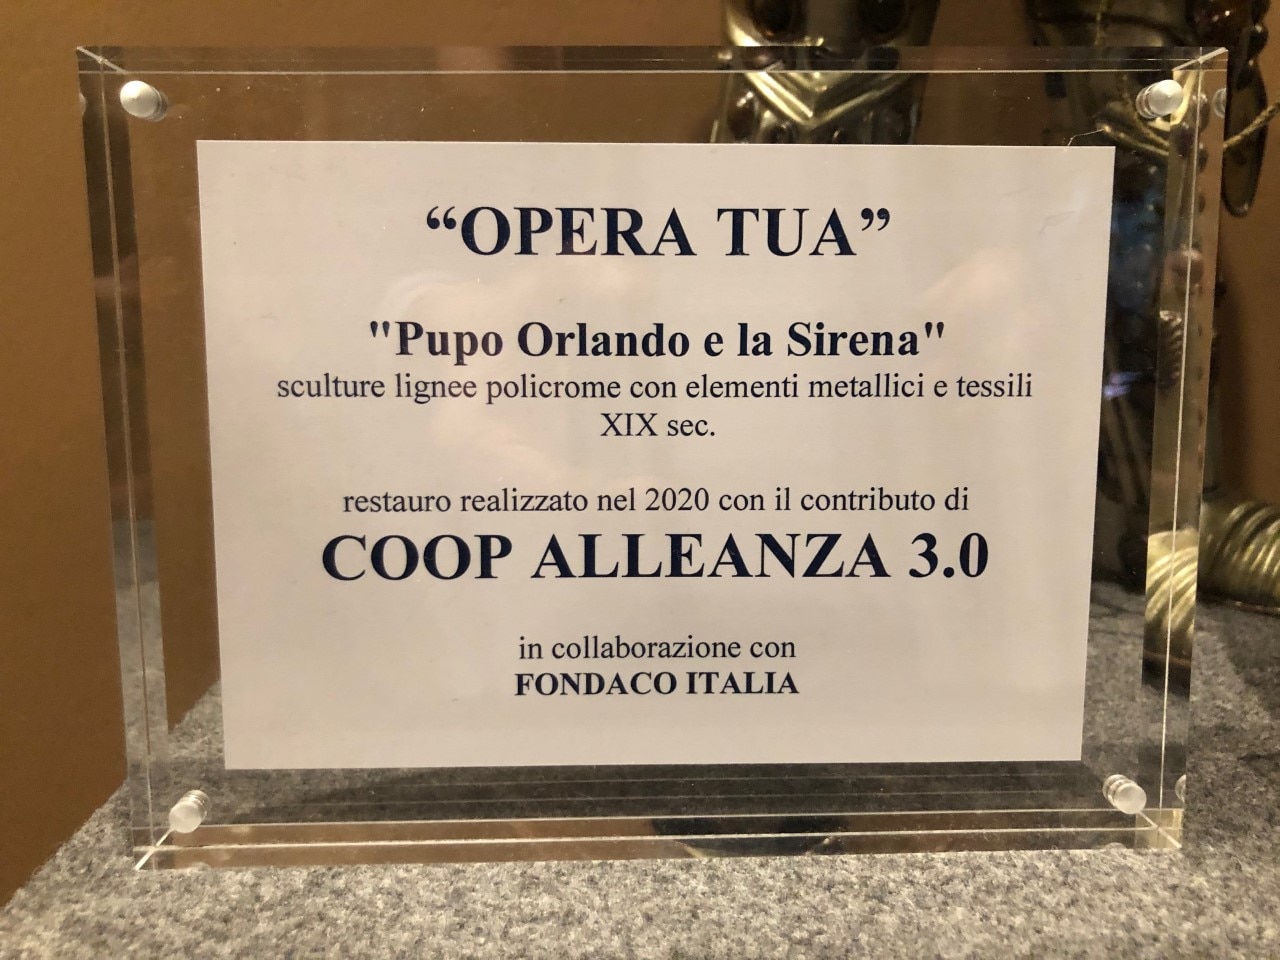 “OPERA TUA”
"Pupo Orlando e la Sirena"
sculture lignee policrome con elementi metallici e tessili
XIX sec.
restauro realizzato nel 2020 con il contributo di
COOP ALLEANZA 3.0
in collaborazione con
FONDACO ITALIA